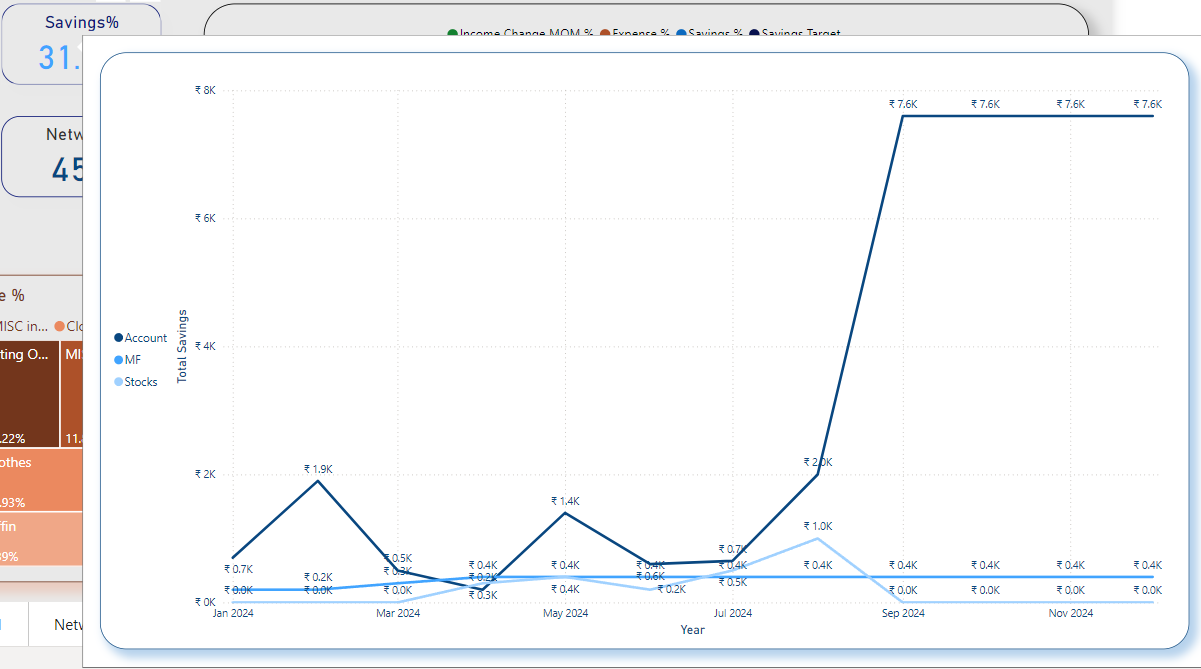 Savings%
31.
Netw
45
Income Change MOM % Expense % Savings % Savings Target
e %
MISC in... Clo
ting O... MI
.22% 11.
othes
.93%
ffin
39%
Netw
₹ 8K
₹ 6K
₹ 4K
₹ 2K
₹ 0K
Total Savings
Account
MF
Stocks
₹ 7.6K ₹ 7.6K ₹ 7.6K ₹ 7.6K
₹ 2.0K
₹ 1.9K
₹ 1.4K
₹ 1.0K
₹ 0.7K ₹ 0.5K ₹ 0.7K
₹ 0.3K ₹ 0.4K ₹ 0.4K ₹ 0.4K ₹ 0.4K ₹ 0.4K ₹ 0.4K ₹ 0.4K ₹ 0.4K ₹ 0.4K
₹ 0.2K ₹ 0.2K ₹ 0.6K ₹ 0.5K
₹ 0.0K ₹ 0.0K ₹ 0.0K ₹ 0.3K ₹ 0.4K ₹ 0.2K ₹ 0.0K ₹ 0.0K ₹ 0.0K ₹ 0.0K
Jan 2024 Mar 2024 May 2024 Jul 2024 Sep 2024 Nov 2024
Year